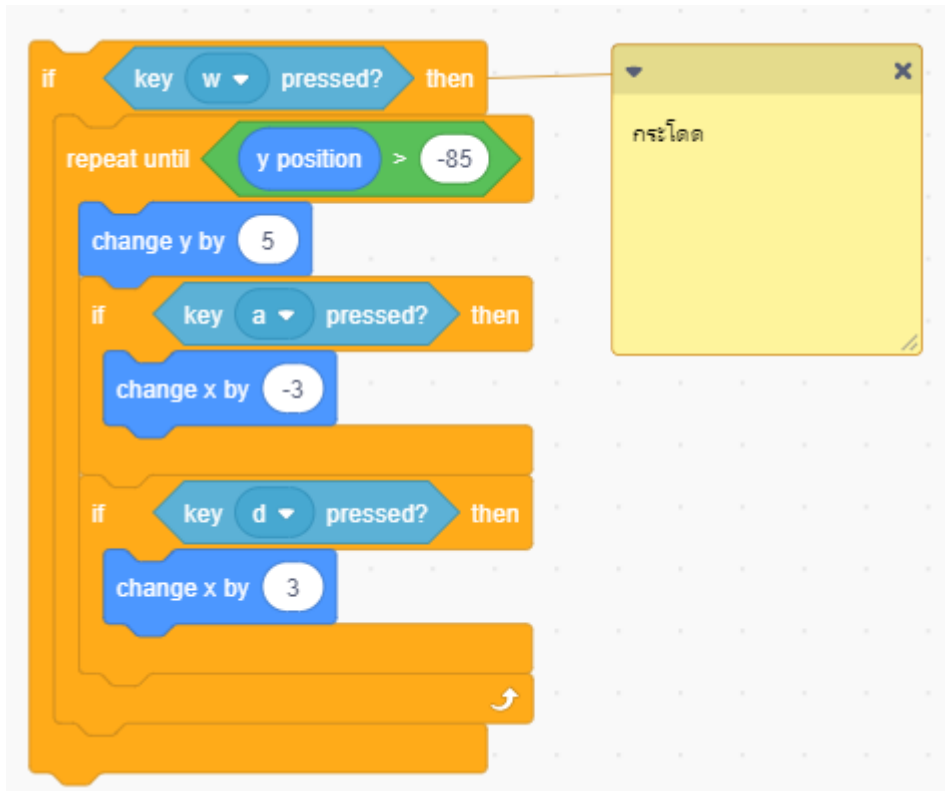 if key w pressed? then
กระโดด
repeat until y position > -85
change y by 5
if key a pressed? then
change x by -3
if key d pressed? then
change x by 3